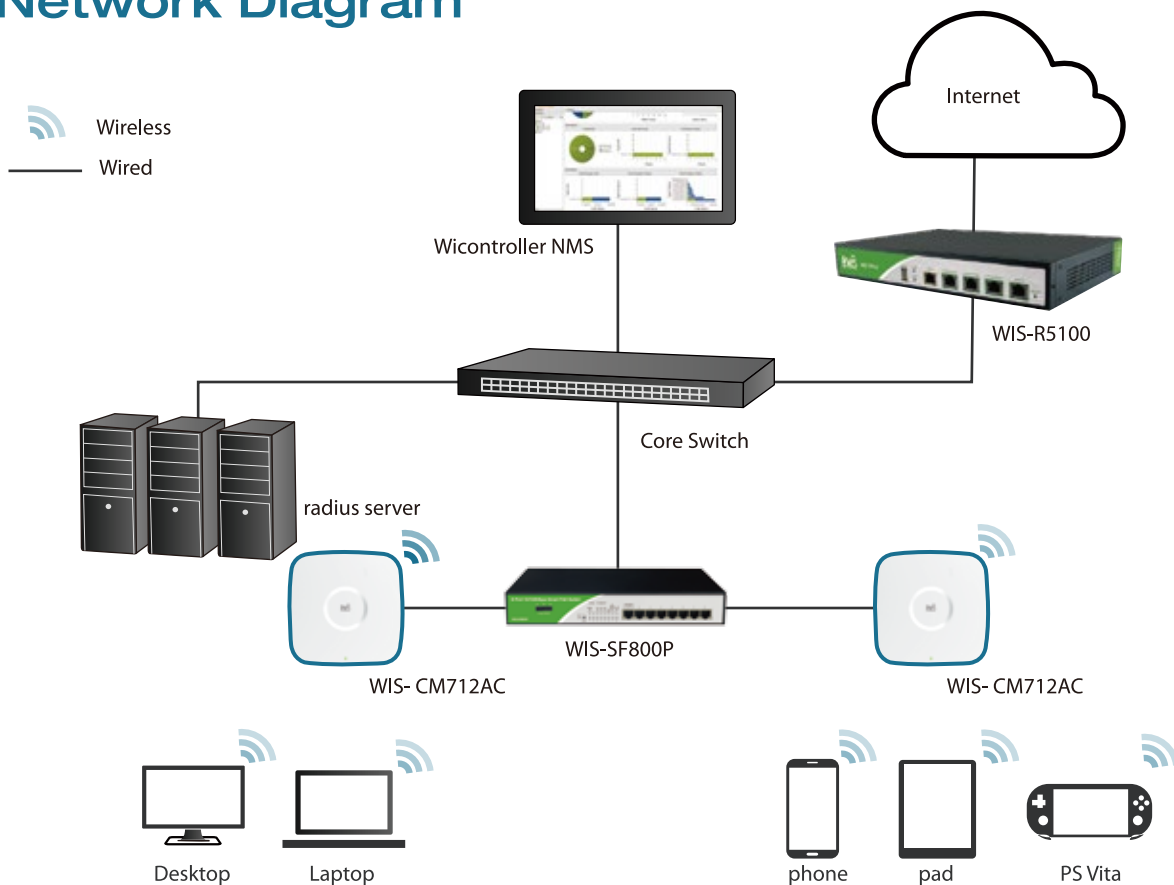 Network Diagram
Wireless
Wired
Internet
Wicontroller NMS
WIS-R5100
Core Switch
radius server
WIS-SF800P
WIS- CM712AC
WIS- CM712AC
Desktop
Laptop
phone
pad
PS Vita